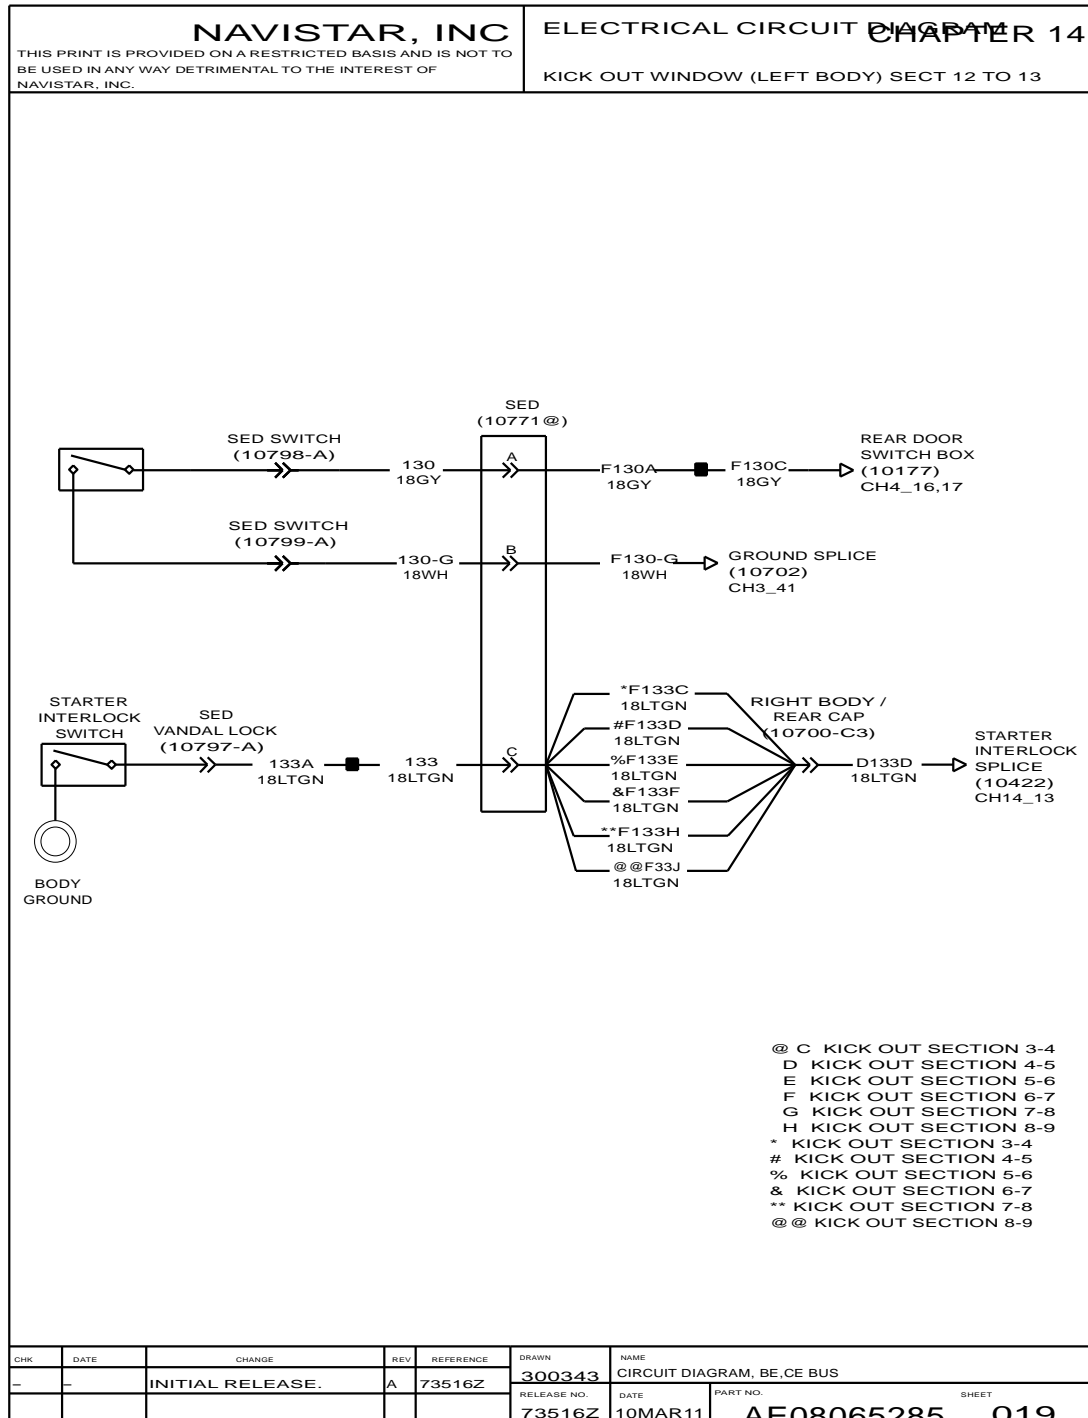 NAVISTAR, INC
THIS PRINT IS PROVIDED ON A RESTRICTED BASIS AND IS NOT TO
BE USED IN ANY WAY DETRIMENTAL TO THE INTEREST OF
NAVISTAR, INC.
ELECTRICAL CIRCUIT DIAGRAM
CHAPTER 14
KICK OUT WINDOW (LEFT BODY) SECT 12 TO 13
SED
(10771@)
SED SWITCH
(10798-A)
130
18GY
A
F130A
18GY
F130C
18GY
REAR DOOR
SWITCH BOX
(10177)
CH4_16,17
SED SWITCH
(10799-A)
130-G
18WH
B
F130-G
18WH
GROUND SPLICE
(10702)
CH3_41
STARTER
INTERLOCK
SWITCH
SED
VANDAL LOCK
(10797-A)
133A
18LTGN
133
18LTGN
C
*F133C
18LTGN
#F133D
18LTGN
%F133E
18LTGN
&F133F
18LTGN
**F133H
18LTGN
@@F33J
18LTGN
RIGHT BODY /
REAR CAP
(10700-C3)
D133D
18LTGN
STARTER
INTERLOCK
SPLICE
(10422)
CH14_13
BODY
GROUND
@ C KICK OUT SECTION 3-4
D KICK OUT SECTION 4-5
E KICK OUT SECTION 5-6
F KICK OUT SECTION 6-7
G KICK OUT SECTION 7-8
H KICK OUT SECTION 8-9
* KICK OUT SECTION 3-4
# KICK OUT SECTION 4-5
% KICK OUT SECTION 5-6
& KICK OUT SECTION 6-7
** KICK OUT SECTION 7-8
@@ KICK OUT SECTION 8-9
CHK DATE CHANGE REV REFERENCE
– – INITIAL RELEASE. A 73516Z
DRAWN
300343
NAME
CIRCUIT DIAGRAM, BE,CE BUS
RELEASE NO.
73516Z
DATE
10MAR11
PART NO.
AE08065285
SHEET
019